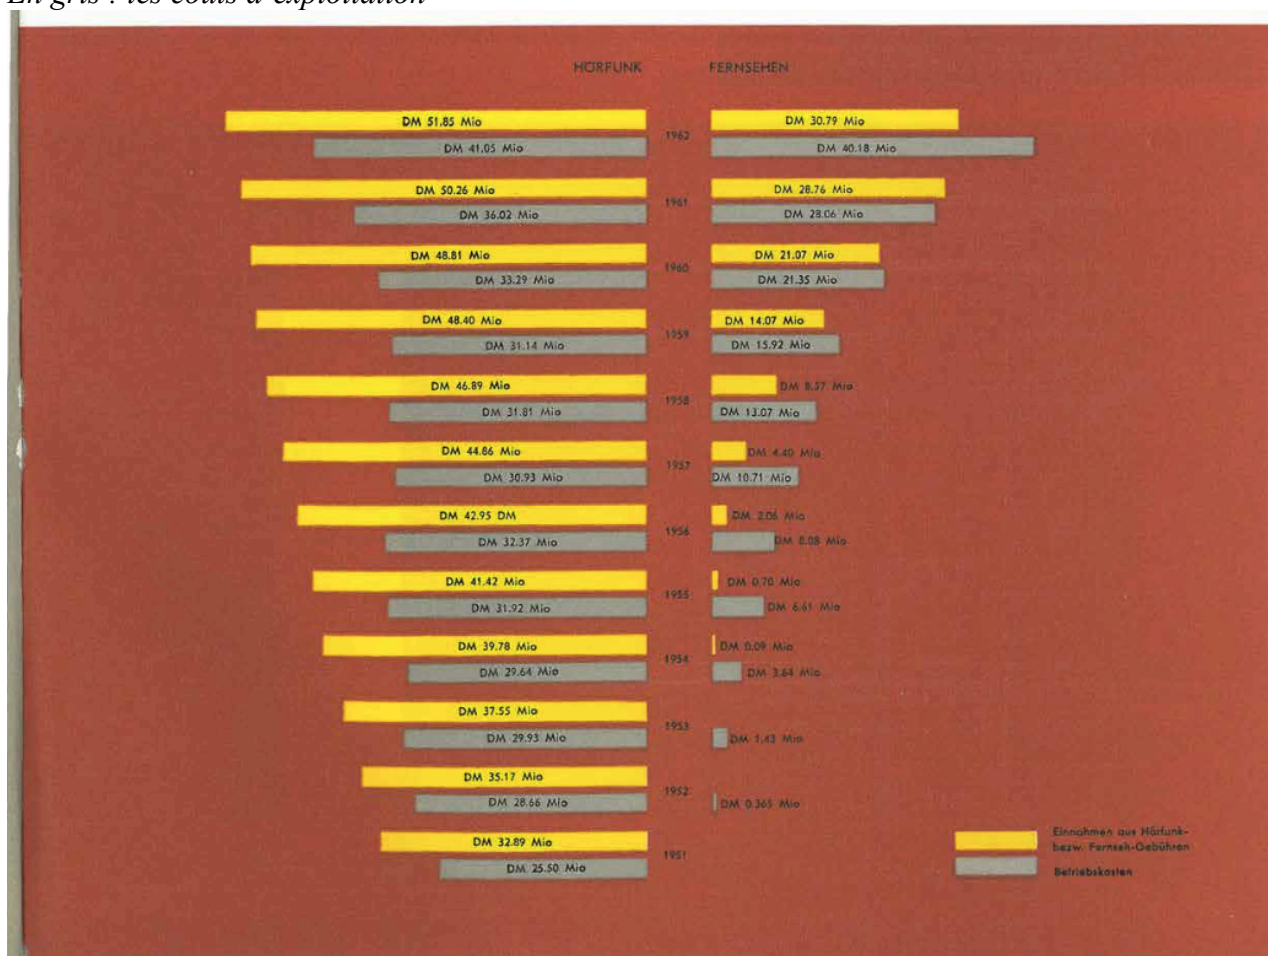 En gris : les coûts d'exploitation
HÖRFUNK FERNSEHEN
DM 51.85 Mio 1962 DM 30.79 Mio
DM 41.05 Mio DM 40.18 Mio
DM 50.26 Mio 1961 DM 28.76 Mio
DM 36.02 Mio DM 28.06 Mio
DM 48.81 Mio 1960 DM 21.07 Mio
DM 33.29 Mio DM 21.35 Mio
DM 48.40 Mio 1959 DM 14.07 Mio
DM 31.14 Mio DM 15.92 Mio
DM 46.89 Mio 1958 DM 8.57 Mio
DM 31.81 Mio DM 13.07 Mio
DM 44.86 Mio 1957 DM 4.40 Mio
DM 30.93 Mio DM 10.71 Mio
DM 42.95 DM 1956 DM 2.06 Mio
DM 32.37 Mio DM 8.08 Mio
DM 41.42 Mio 1955 DM 0.70 Mio
DM 31.92 Mio DM 6.61 Mio
DM 39.78 Mio 1954 DM 0.09 Mio
DM 29.64 Mio DM 3.64 Mio
DM 37.55 Mio 1953
DM 29.93 Mio DM 1.43 Mio
DM 35.17 Mio 1952
DM 28.66 Mio DM 0.365 Mio
DM 32.89 Mio 1951
DM 25.50 Mio
Einnahmen aus Hörfunk-
bezw. Fernseh-Gebühren
Betriebskosten